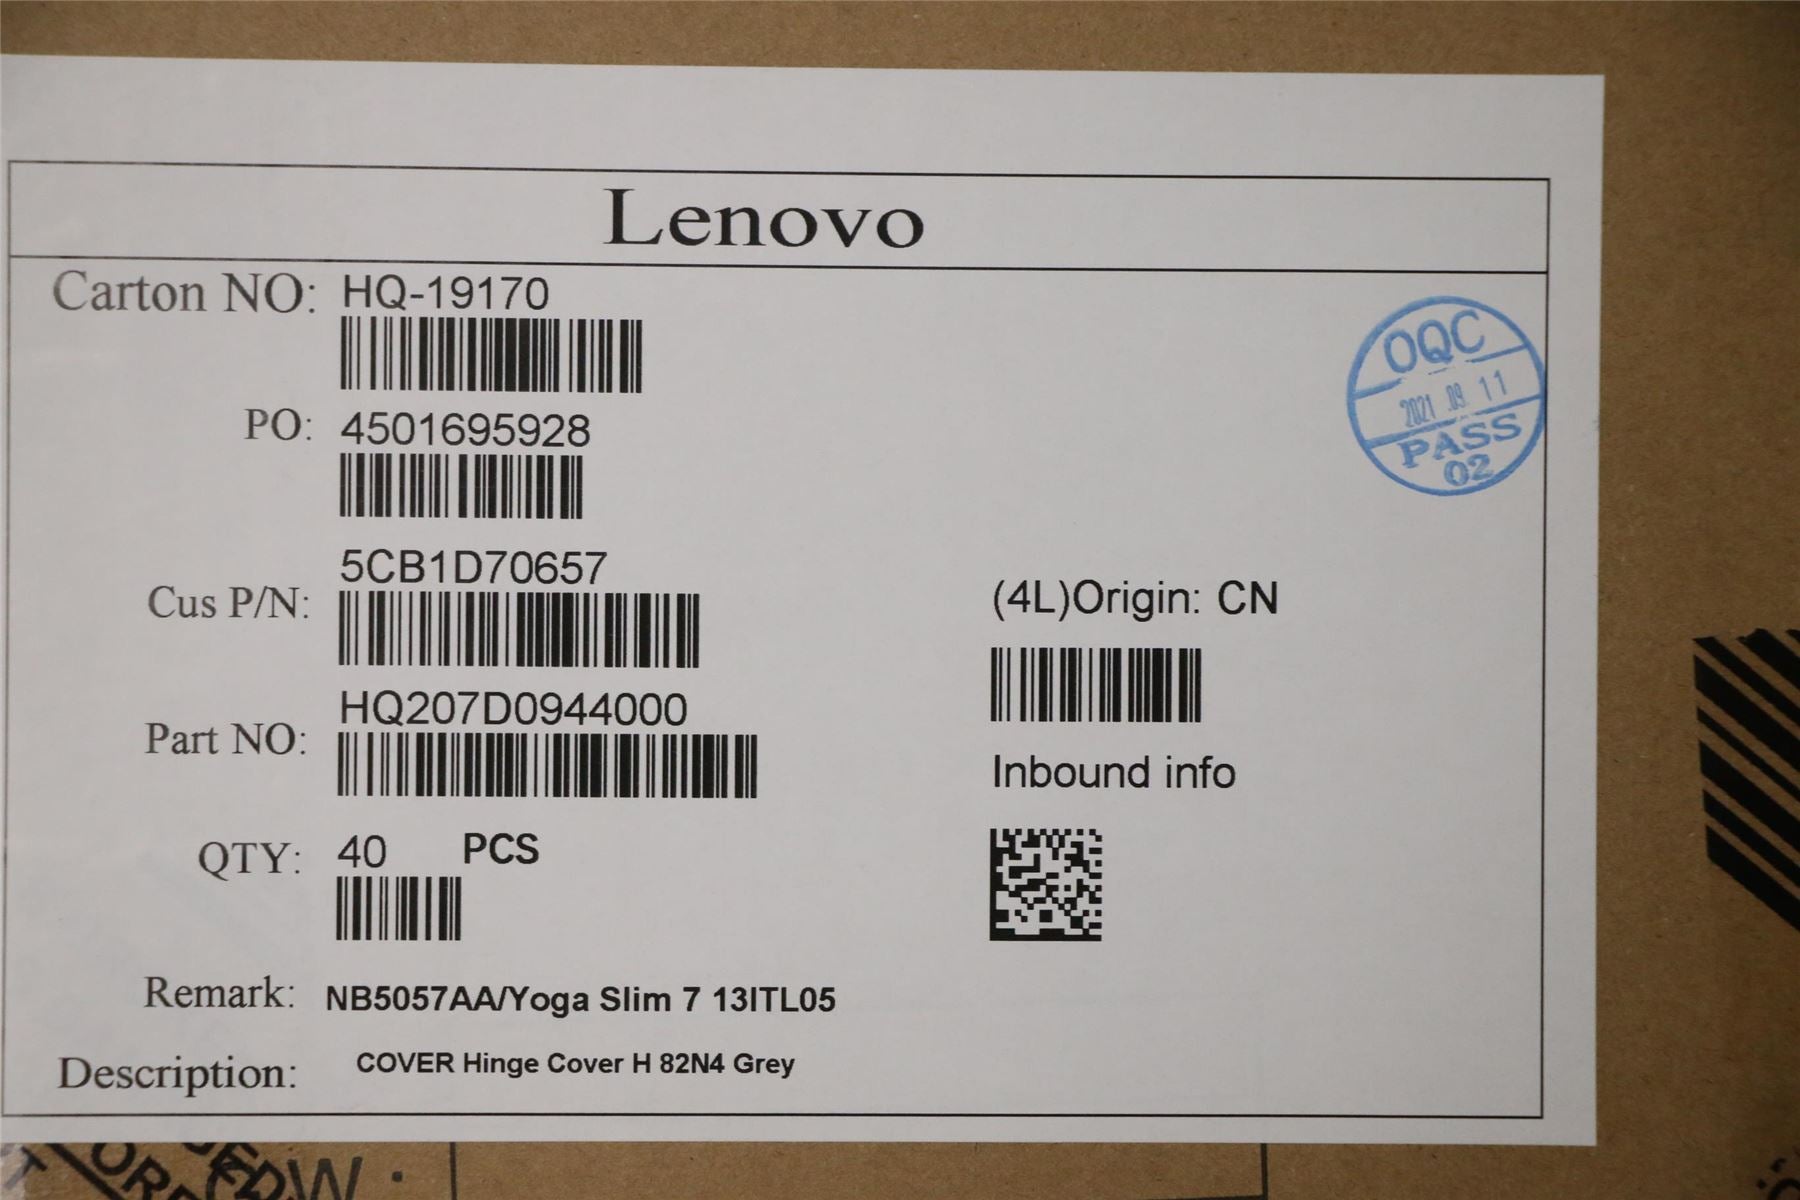 Lenovo
Carton NO: HQ-19170
PO: 4501695928
Cus P/N: 5CB1D70657
Part NO: HQ207D0944000
QTY: 40 PCS
Remark: NB5057AA/Yoga Slim 7 13ITL05
Description: COVER Hinge Cover H 82N4 Grey
OQC
2021.09.11
PASS
02
(4L)Origin: CN
Inbound info